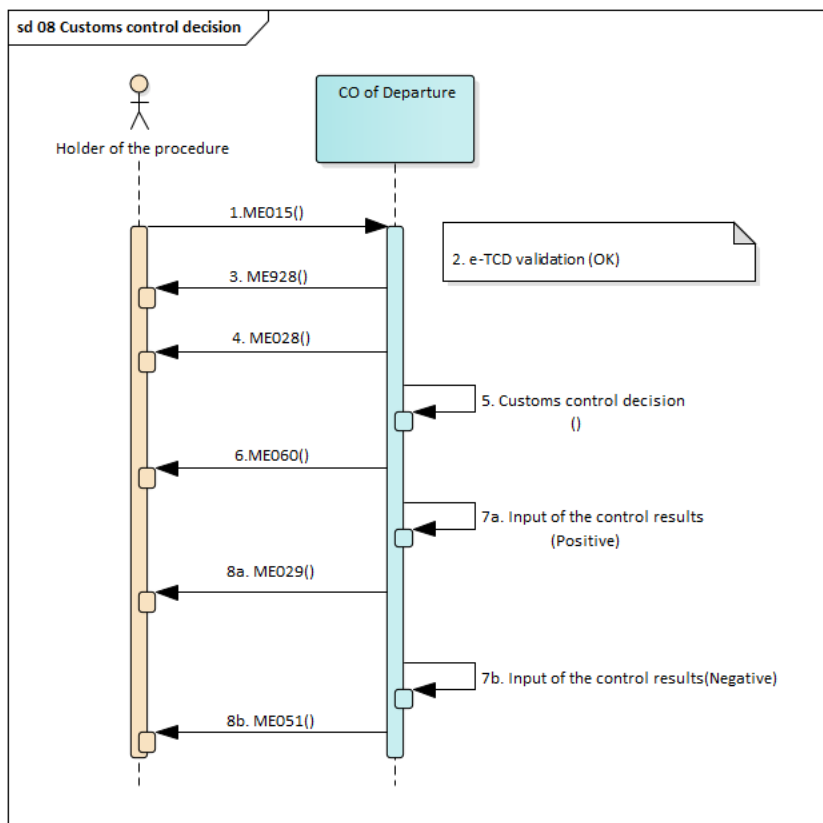 sd 08 Customs control decision
CO of Departure
Holder of the procedure
1.ME015()
2. e-TCD validation (OK)
3. ME928()
4. ME028()
5. Customs control decision
()
6.ME060()
7a. Input of the control results
(Positive)
8a. ME029()
7b. Input of the control results(Negative)
8b. ME051()